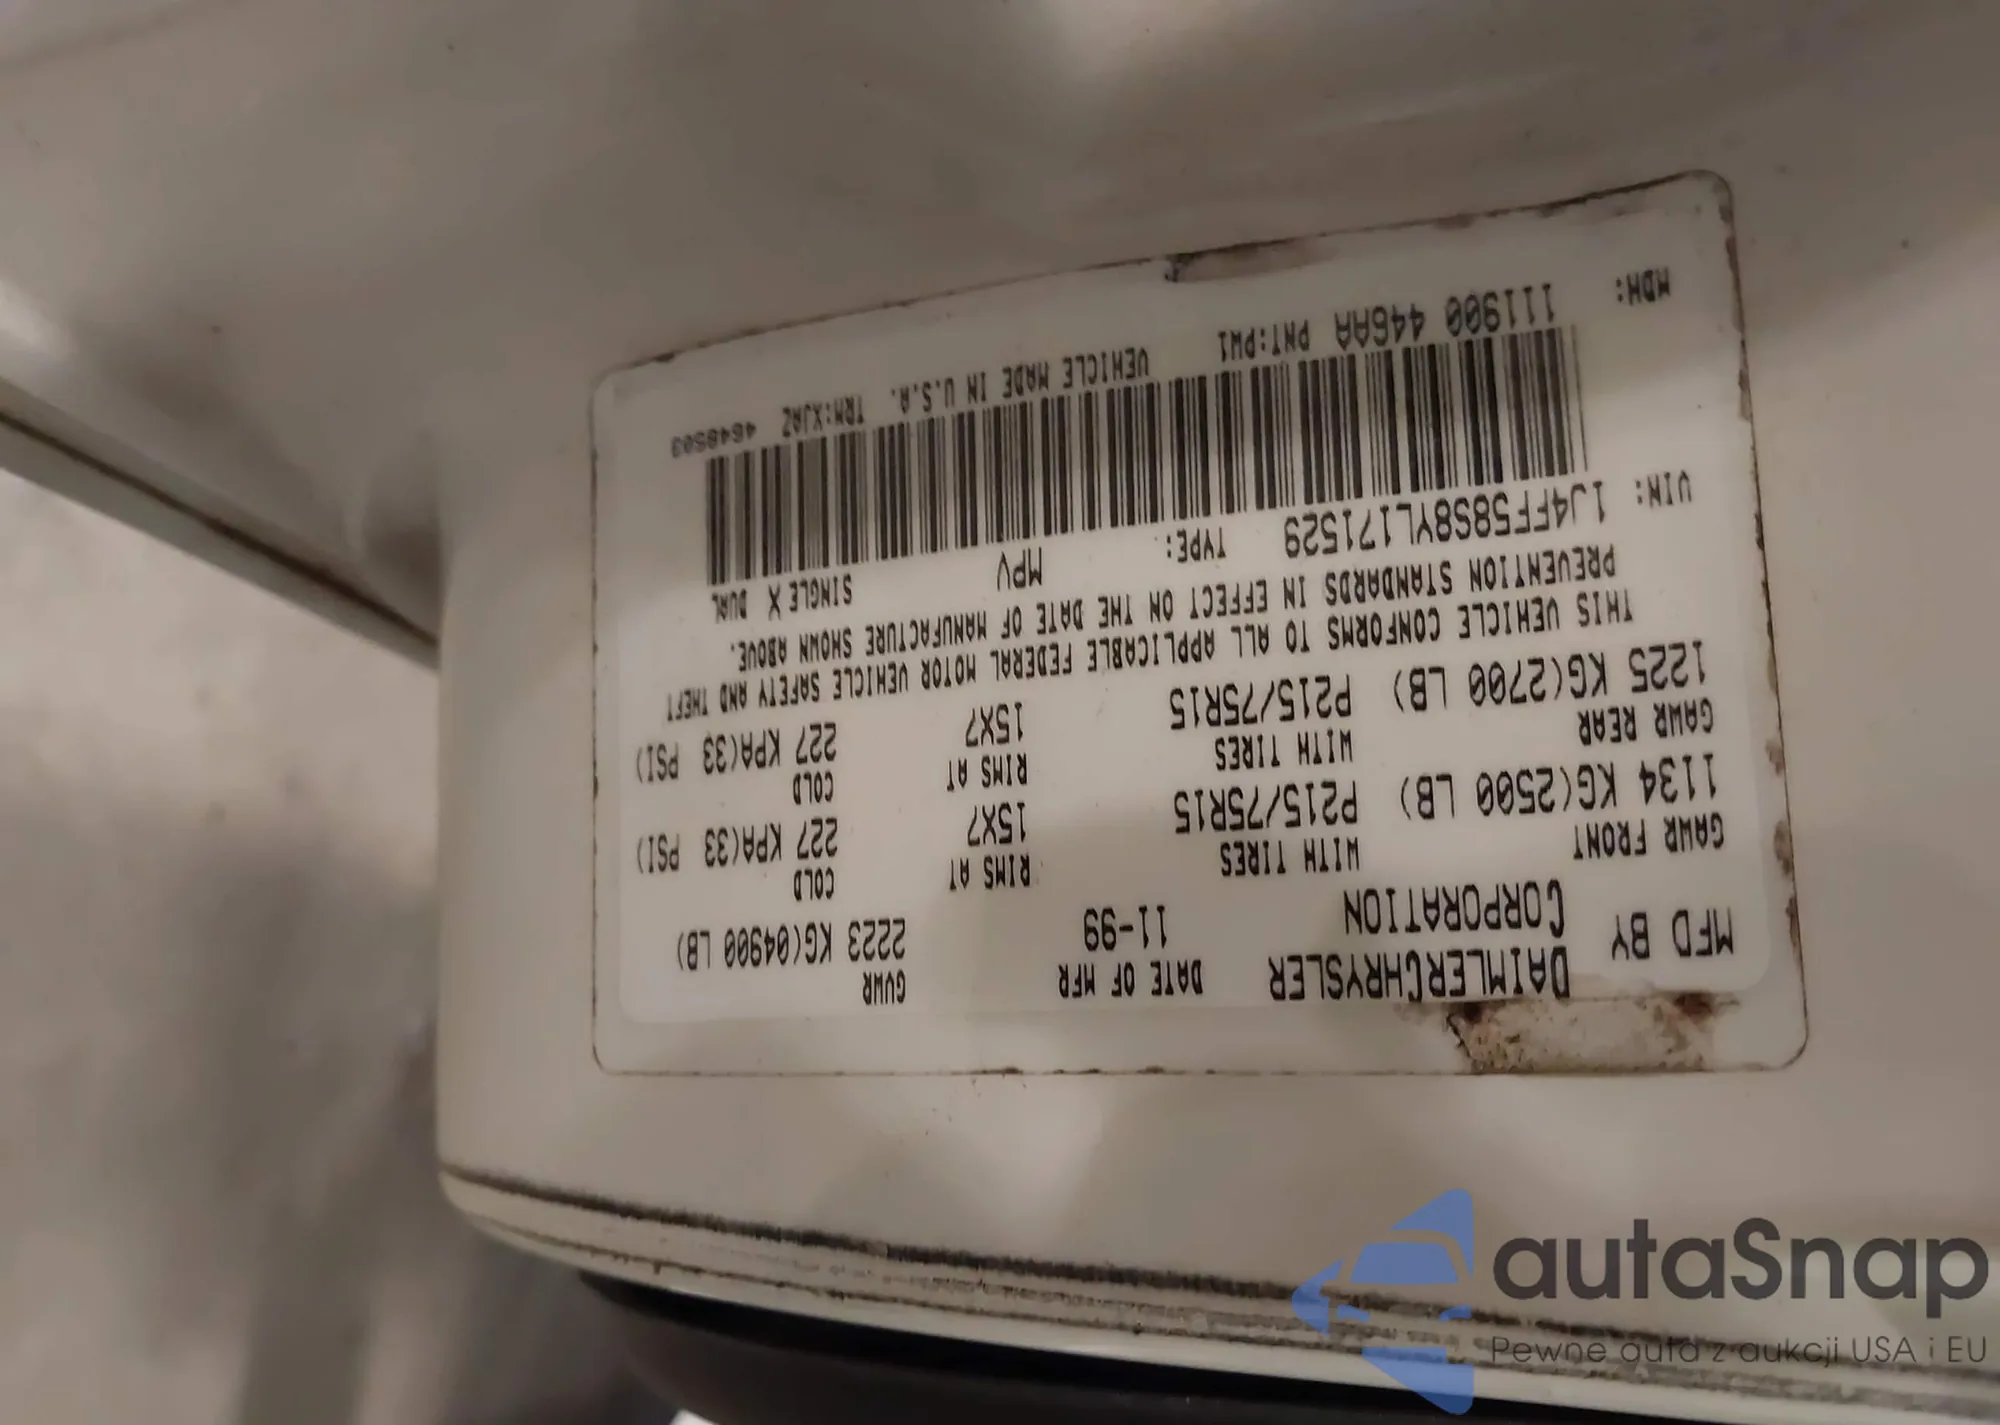 MFD BY DAIMLERCHRYSLER CORPORATION
DATE OF MFR 11-99
GVWR 2223 KG(04900 LB)
GAWR FRONT WITH TIRES RIMS AT COLD
1134 KG(2500 LB) P215/75R15 15X7 227 KPA(33 PSI)
GAWR REAR WITH TIRES RIMS AT COLD
1225 KG(2700 LB) P215/75R15 15X7 227 KPA(33 PSI)
THIS VEHICLE CONFORMS TO ALL APPLICABLE FEDERAL MOTOR VEHICLE SAFETY AND THEFT
PREVENTION STANDARDS IN EFFECT ON THE DATE OF MANUFACTURE SHOWN ABOVE.
VIN: 1J4FF58S8YL171529 TYPE: MPV SINGLE X DUAL
MDH: 111900 446AA PNT:PW1 VEHICLE MADE IN U.S.A. TRM:XJAZ 4648503
autaSnap
Pewne auta z aukcji USA i EU